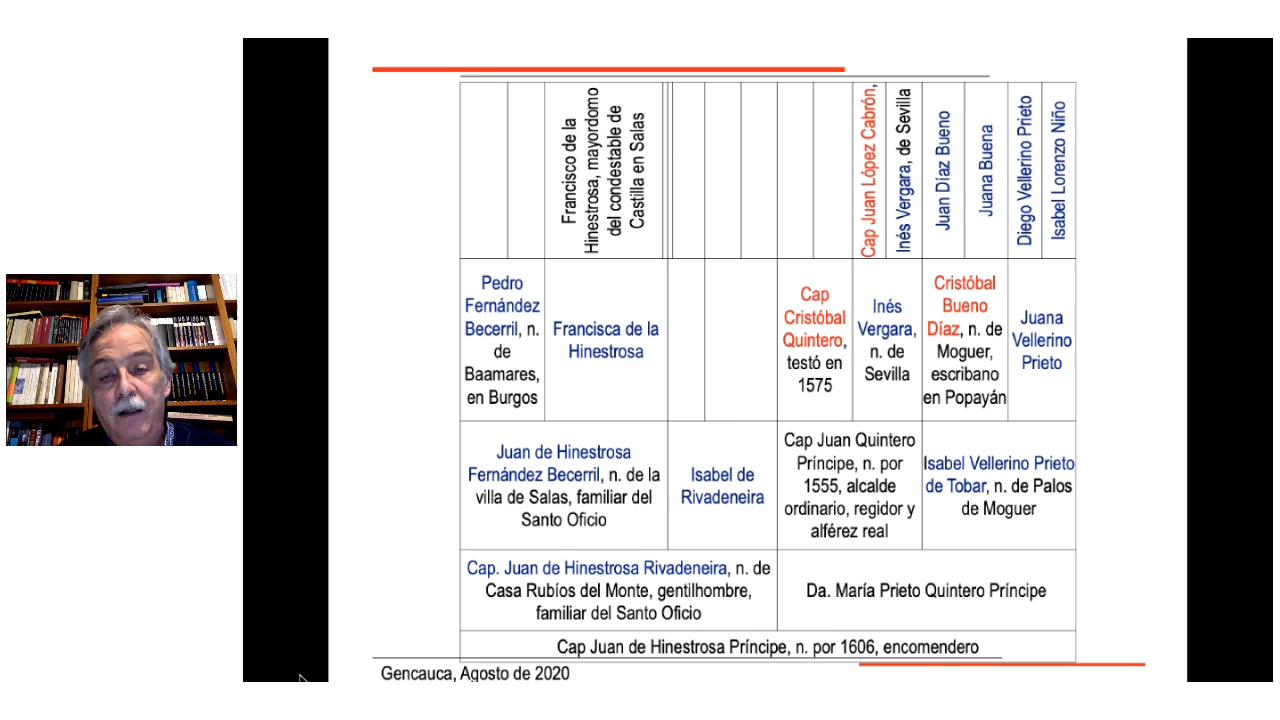 Francisco de la
Hinestrosa, mayordomo
del condestable de
Castilla en Salas
Cap Juan López Cabrón,
Inés Vergara, de Sevilla
Juan Díaz Bueno
Juana Buena
Diego Vellerino Prieto
Isabel Lorenzo Niño
Pedro
Fernández
Becerril, n.
de
Baamares,
en Burgos
Francisca de la
Hinestrosa
Cap
Cristóbal
Quintero,
testó en
1575
Inés
Vergara,
n. de
Sevilla
Cristóbal
Bueno
Díaz, n. de
Moguer,
escribano
en Popayán
Juana
Vellerino
Prieto
Juan de Hinestrosa
Fernández Becerril, n. de la
villa de Salas, familiar del
Santo Oficio
Isabel de
Rivadeneira
Cap Juan Quintero
Príncipe, n. por
1555, alcalde
ordinario, regidor y
alférez real
Isabel Vellerino Prieto
de Tobar, n. de Palos
de Moguer
Cap. Juan de Hinestrosa Rivadeneira, n. de
Casa Rubíos del Monte, gentilhombre,
familiar del Santo Oficio
Da. María Prieto Quintero Príncipe
Cap Juan de Hinestrosa Príncipe, n. por 1606, encomendero
Gencauca, Agosto de 2020